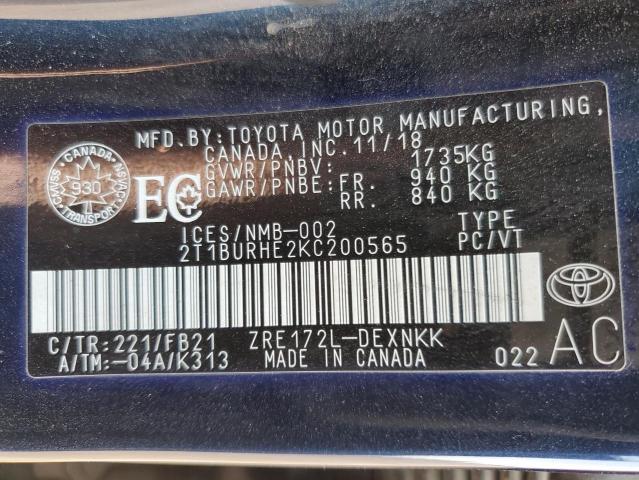 MFD.BY:TOYOTA MOTOR MANUFACTURING,
CANADA,INC.11/18
GVWR/PNBV: 1735KG
GAWR/PNBE:FR. 940 KG
RR. 840 KG
CANADA
930
TRANSPORT
CMVSS
NSVAC
EC
ICES/NMB-002
2T1BURHE2KC200565
TYPE
PC/VT
C/TR:221/FB21
A/TM:-04A/K313
ZRE172L-DEXNKK
MADE IN CANADA
022
AC